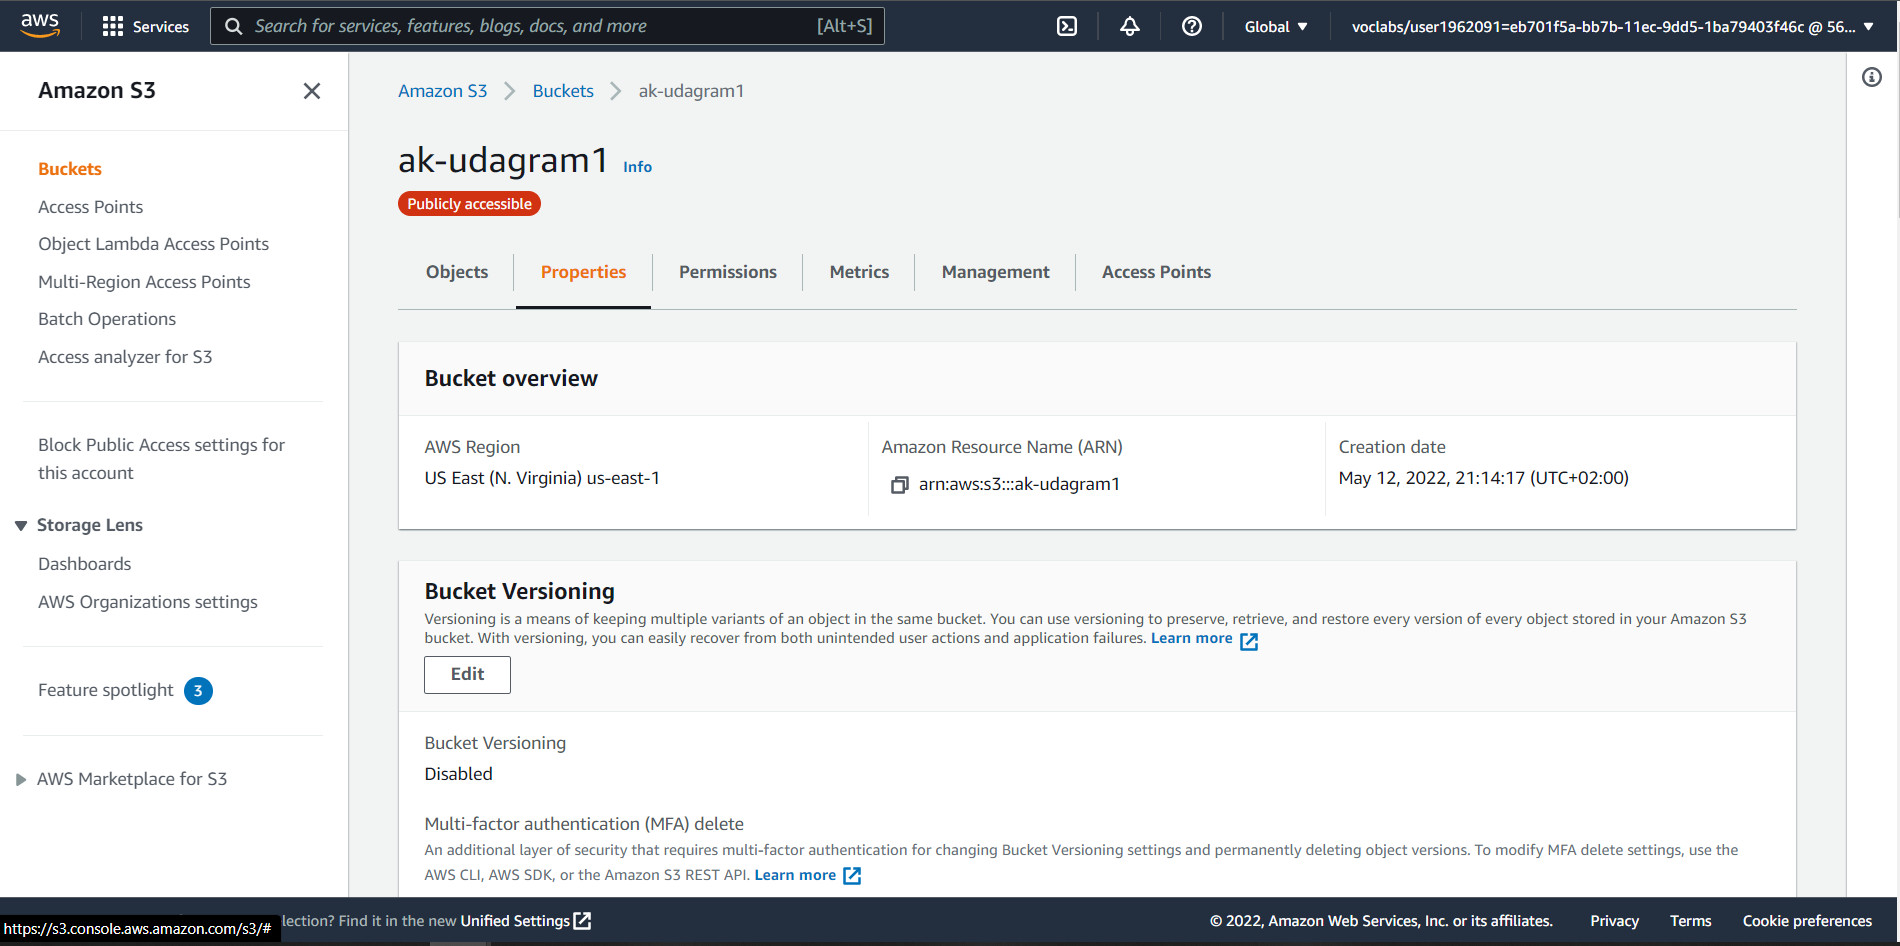 aws
Services
Search for services, features, blogs, docs, and more
[Alt+S]
Global
voclabs/user1962091=eb701f5a-bb7b-11ec-9dd5-1ba79403f46c @ 56...
Amazon S3
Buckets
Access Points
Object Lambda Access Points
Multi-Region Access Points
Batch Operations
Access analyzer for S3
Block Public Access settings for
this account
Storage Lens
Dashboards
AWS Organizations settings
Feature spotlight 3
AWS Marketplace for S3
Amazon S3
Buckets
ak-udagram1
ak-udagram1 Info
Publicly accessible
Objects
Properties
Permissions
Metrics
Management
Access Points
Bucket overview
AWS Region
US East (N. Virginia) us-east-1
Amazon Resource Name (ARN)
arn:aws:s3:::ak-udagram1
Creation date
May 12, 2022, 21:14:17 (UTC+02:00)
Bucket Versioning
Versioning is a means of keeping multiple variants of an object in the same bucket. You can use versioning to preserve, retrieve, and restore every version of every object stored in your Amazon S3
bucket. With versioning, you can easily recover from both unintended user actions and application failures. Learn more
Edit
Bucket Versioning
Disabled
Multi-factor authentication (MFA) delete
An additional layer of security that requires multi-factor authentication for changing Bucket Versioning settings and permanently deleting object versions. To modify MFA delete settings, use the
AWS CLI, AWS SDK, or the Amazon S3 REST API. Learn more
https://s3.console.aws.amazon.com/s3/#
lection? Find it in the new Unified Settings
© 2022, Amazon Web Services, Inc. or its affiliates.
Privacy
Terms
Cookie preferences